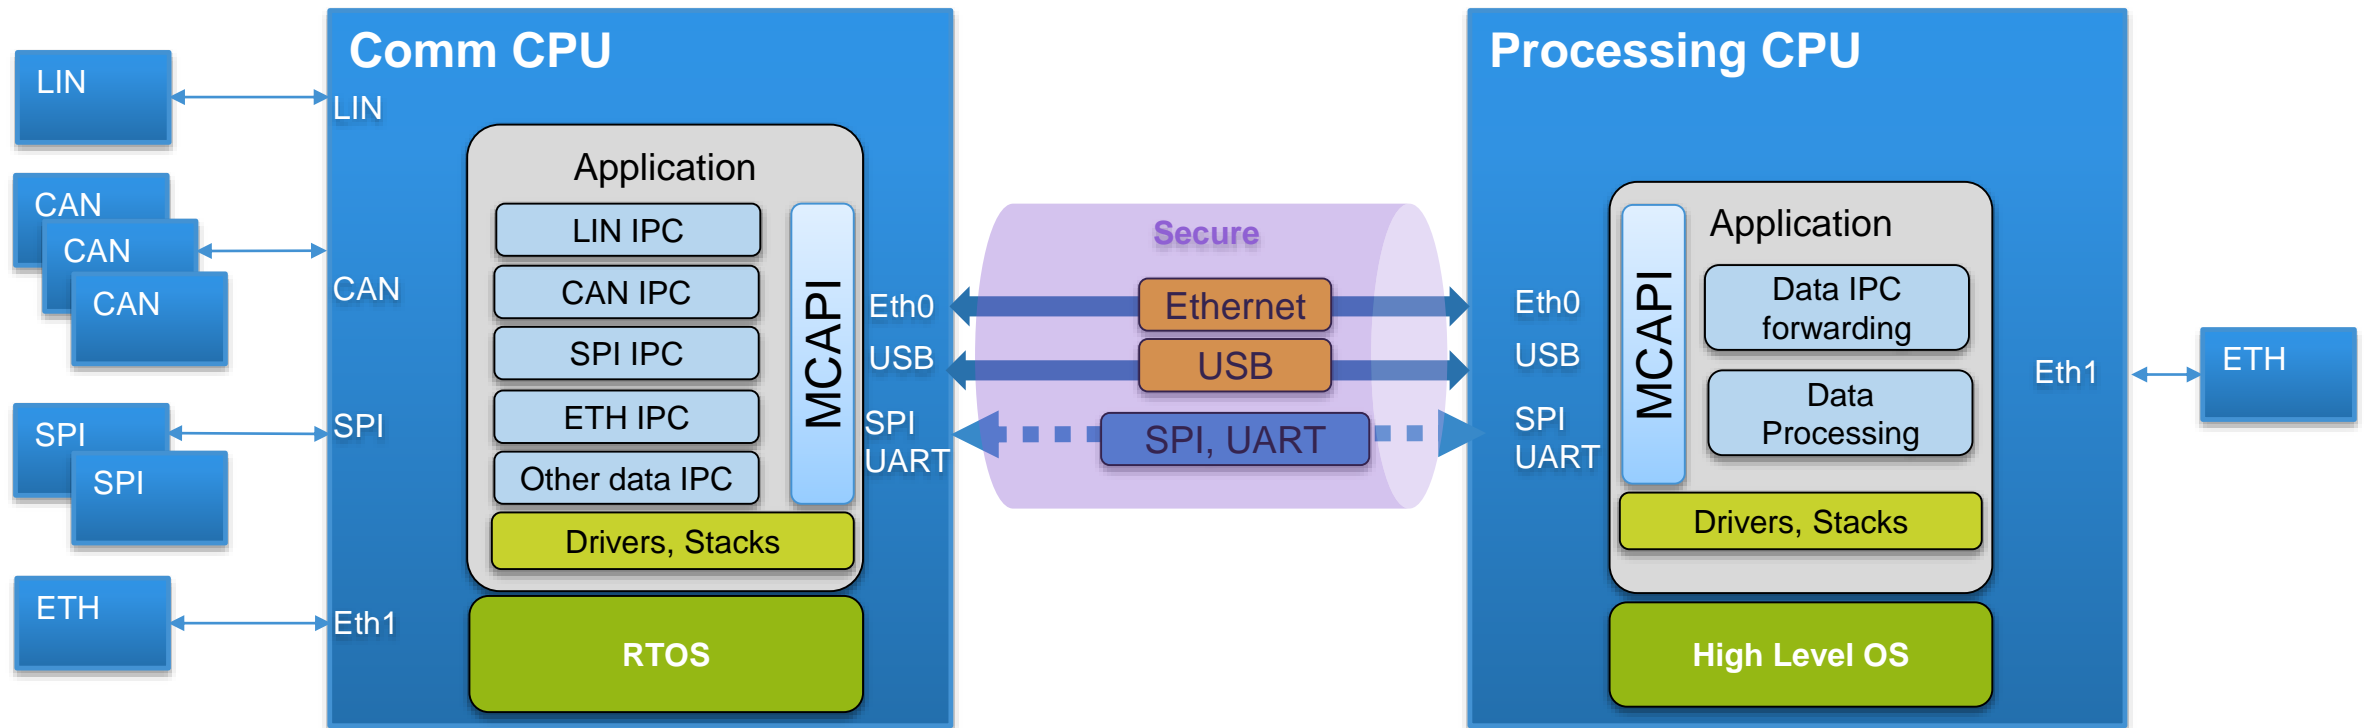 LIN
CAN
CAN
CAN
SPI
SPI
ETH
Comm CPU
LIN
CAN
SPI
Eth1
Application
LIN IPC
CAN IPC
SPI IPC
ETH IPC
Other data IPC
MCAPI
Drivers, Stacks
RTOS
Eth0
USB
SPI
UART
Secure
Ethernet
USB
SPI, UART
Processing CPU
Eth0
USB
SPI
UART
MCAPI
Application
Data IPC
forwarding
Data
Processing
Drivers, Stacks
High Level OS
Eth1
ETH